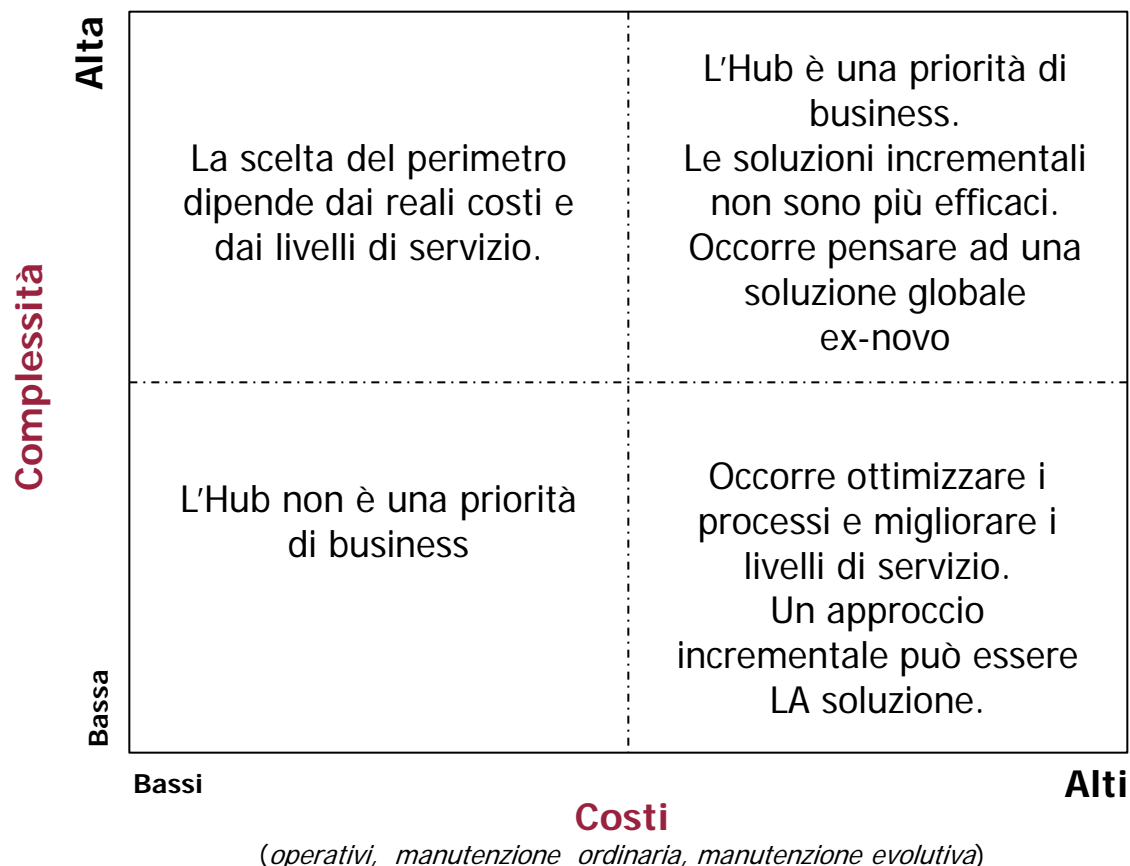 Alta
La scelta del perimetro
dipende dai reali costi e
dai livelli di servizio.
L'Hub è una priorità di
business.
Le soluzioni incrementali
non sono più efficaci.
Occorre pensare ad una
soluzione globale
ex-novo
Complessità
L'Hub non è una priorità
di business
Occorre ottimizzare i
processi e migliorare i
livelli di servizio.
Un approccio
incrementale può essere
LA soluzione.
Bassa
Bassi
Alti
Costi
(operativi, manutenzione ordinaria, manutenzione evolutiva)